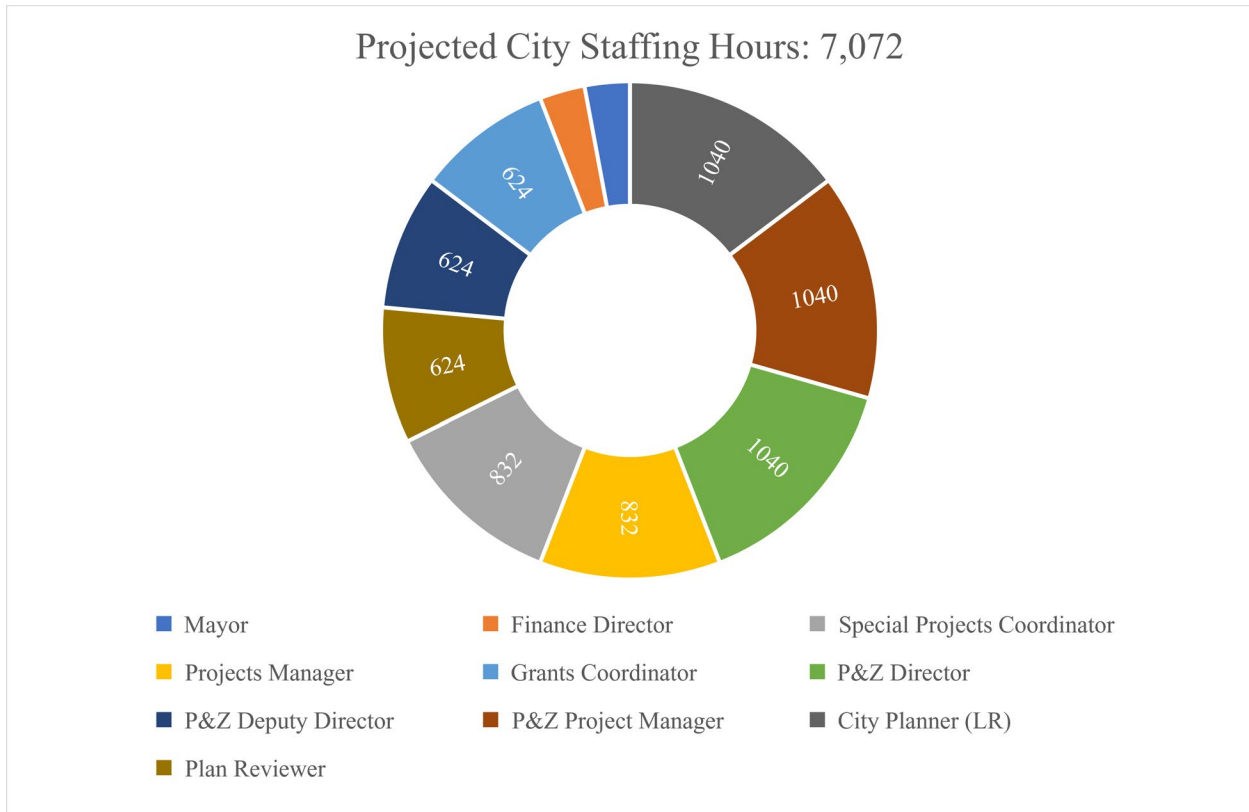 Projected City Staffing Hours: 7,072
1040
1040
1040
832
832
624
624
624
Mayor
Finance Director
Special Projects Coordinator
Projects Manager
Grants Coordinator
P&Z Director
P&Z Deputy Director
P&Z Project Manager
City Planner (LR)
Plan Reviewer